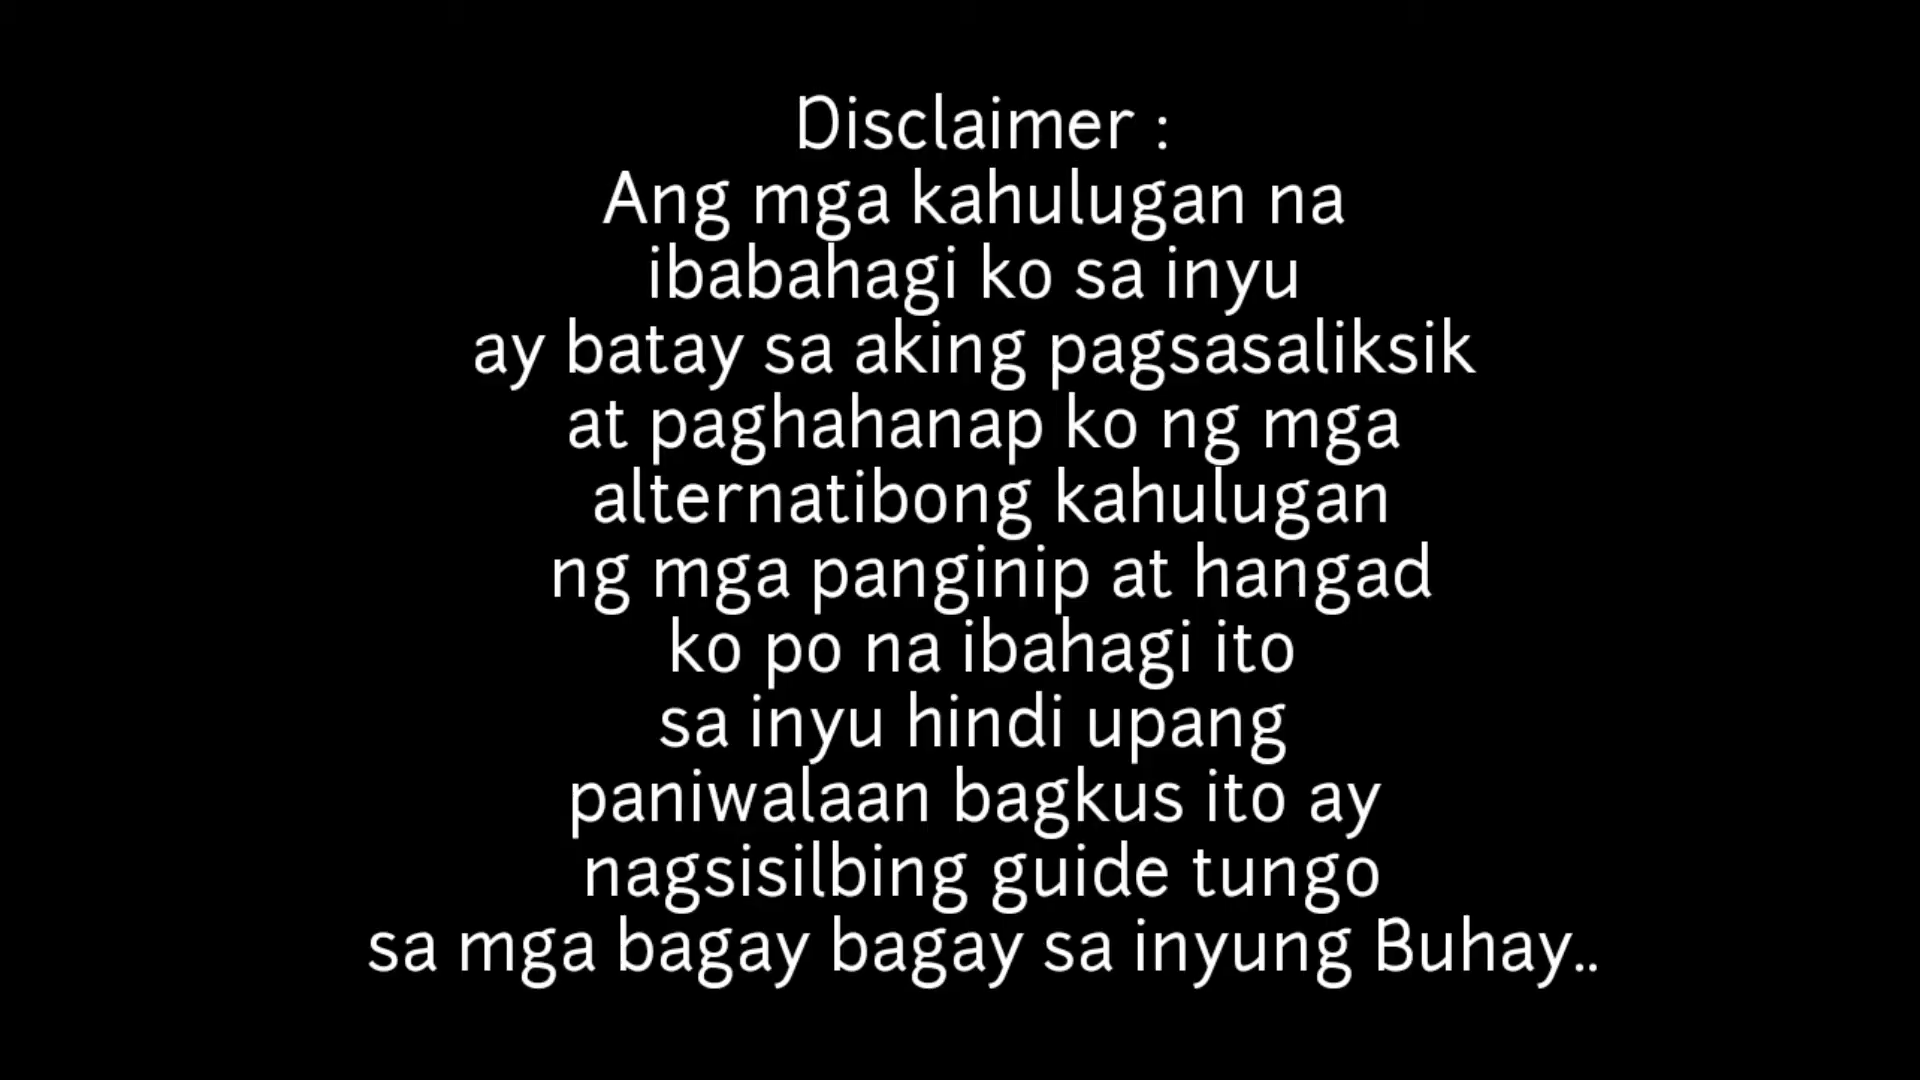 Disclaimer :
Ang mga kahulugan na
ibabahagi ko sa inyu
ay batay sa aking pagsasaliksik
at paghahanap ko ng mga
alternatibong kahulugan
ng mga panginip at hangad
ko po na ibahagi ito
sa inyu hindi upang
paniwalaan bagkus ito ay
nagsisilbing guide tungo
sa mga bagay bagay sa inyung Buhay..